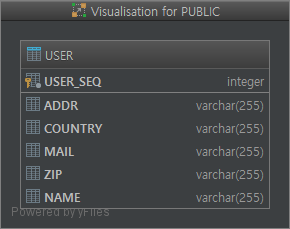 Visualisation for PUBLIC
USER
USER_SEQ integer
ADDR varchar(255)
COUNTRY varchar(255)
MAIL varchar(255)
ZIP varchar(255)
NAME varchar(255)
Powered by yFiles